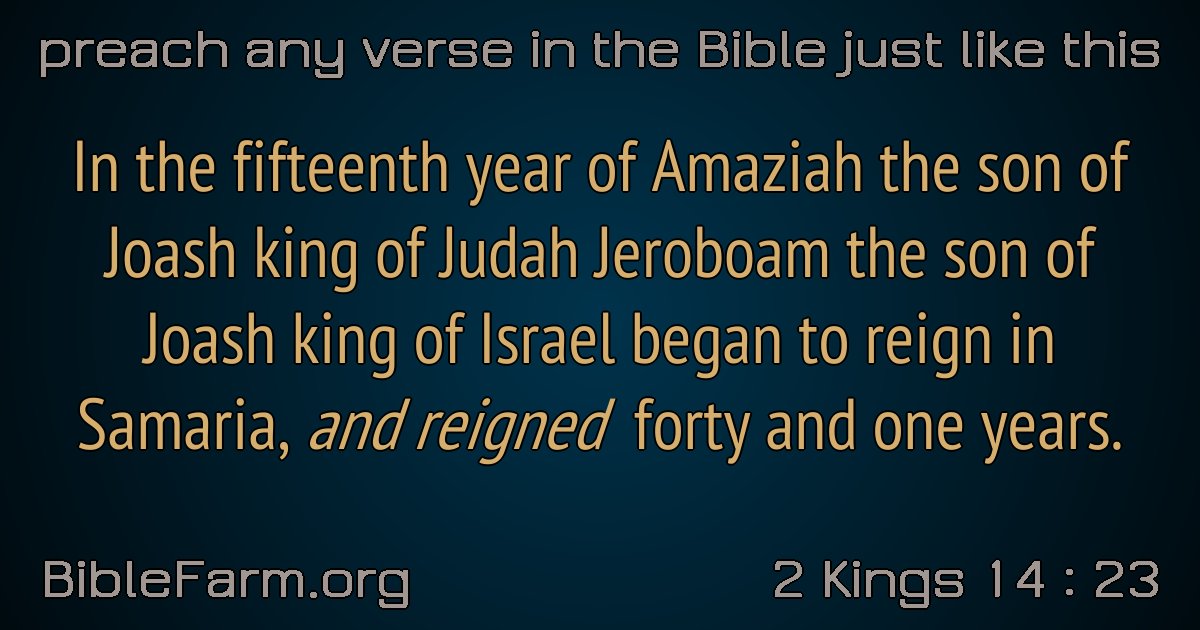 preach any verse in the Bible just like this
In the fifteenth year of Amaziah the son of
Joash king of Judah Jeroboam the son of
Joash king of Israel began to reign in
Samaria, and reigned forty and one years.
BibleFarm.org
2 Kings 14 : 23